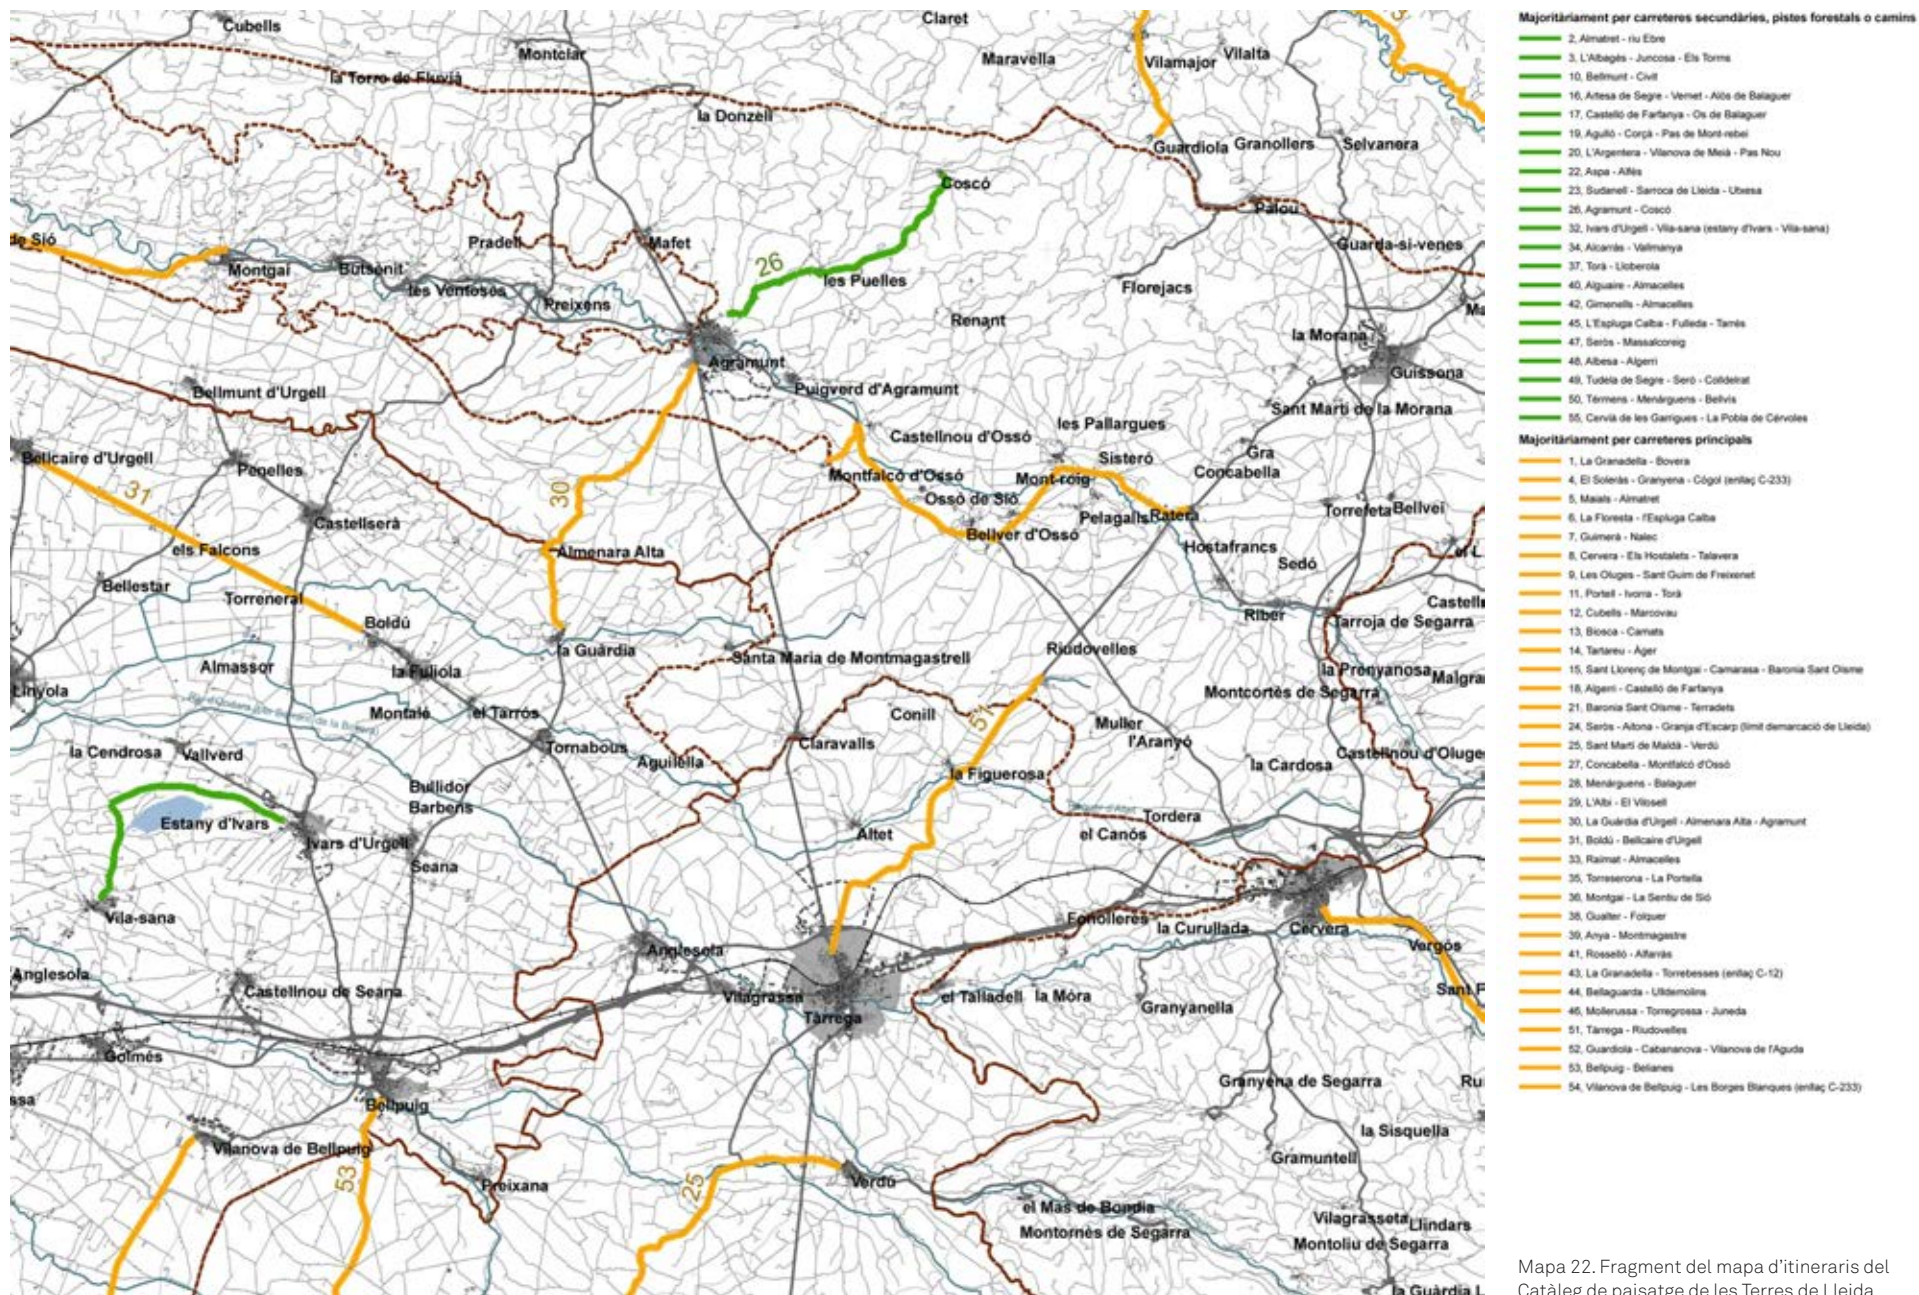 Cubells
Claret
Montclar
Maravella
Vilamajor
Vilalta
la Torro de Fluvià
la Donzell
Guardiola
Granollers
Selvanera
Coscó
Palou
de Sió
Montgai
Butsènit
Pradell
Mafet
26
les Puelles
Guarda-si-venes
les Ventoses
Preixens
Florejacs
Renant
la Morana
Agramunt
Puigverd d'Agramunt
Guissona
Bellmunt d'Urgell
Sant Martí de la Morana
Castellnou d'Ossó
les Pallargues
Bellcaire d'Urgell
Penelles
Sisteró
Gra
Concabella
31
30
Montfalcó d'Ossó
Mont-roig
Ossó de Sió
Castellserà
Pelagalls
Ratera
Torrefeta
Bellvei
els Falcons
Almenara Alta
Bellver d'Ossó
Hostafrancs
Sedó
Bellestar
Torreneral
Boldú
Riber
Tarroja de Segarra
Almassor
la Fuliola
la Guàrdia
Santa Maria de Montmagastrell
Riudovelles
la Prenyanosa
Linyola
Montalé
el Tarrós
Conill
51
Montcortès de Segarra
Muller
l'Aranyó
la Cendrosa
Vallverd
Tornabous
Aguilella
Claravalls
la Figuerosa
la Cardosa
Castellnou d'Oluge
Bullidor
Barbens
Estany d'Ivars
Ivars d'Urgell
Altet
Tordera
el Canós
Seana
Vila-sana
Anglesola
Fonolleres
la Curullada
Cervera
Vergós
Anglesola
Castellnou de Seana
Vilagrassa
Tàrrega
el Talladell
la Móra
Granyanella
Golmés
Granyena de Segarra
Bellpuig
Vilanova de Bellpuig
la Sisquella
Gramuntell
53
Preixana
25
Verdú
el Mas de Bondia
Montornès de Segarra
Vilagrasseta
Llindars
Montoliu de Segarra
la Guàrdia L
Majoritàriament per carreteres secundàries, pistes forestals o camins
2, Almatret - riu Ebre
3, L'Albagés - Juncosa - Els Torms
10, Bellmunt - Civit
16, Artesa de Segre - Vernet - Alòs de Balaguer
17, Castelló de Farfanya - Os de Balaguer
19, Agulló - Corçà - Pas de Mont-rebei
20, L'Argentera - Vilanova de Meià - Pas Nou
22, Aspa - Alfés
23, Sudanell - Sarroca de Lleida - Utxesa
26, Agramunt - Coscó
32, Ivars d'Urgell - Vila-sana (estany d'Ivars - Vila-sana)
34, Alcarràs - Vallmanya
37, Torà - Lloberola
40, Alguaire - Almacelles
42, Gimenells - Almacelles
45, L'Espluga Calba - Fulleda - Tarrés
47, Seròs - Massalcoreig
48, Albesa - Algerri
49, Tudela de Segre - Seró - Colldelrat
50, Térmens - Menàrguens - Bellvís
55, Cervià de les Garrigues - La Pobla de Cérvoles
Majoritàriament per carreteres principals
1, La Granadella - Bovera
4, El Soleràs - Granyena - Cògol (enllaç C-233)
5, Maials - Almatret
6, La Floresta - l'Espluga Calba
7, Guimerà - Nalec
8, Cervera - Els Hostalets - Talavera
9, Les Oluges - Sant Guim de Freixenet
11, Portell - Ivorra - Torà
12, Cubells - Marcovau
13, Biosca - Camats
14, Tartareu - Àger
15, Sant Llorenç de Montgai - Camarasa - Baronia Sant Oïsme
18, Algerri - Castelló de Farfanya
21, Baronia Sant Oïsme - Terradets
24, Seròs - Aitona - Granja d'Escarp (límit demarcació de Lleida)
25, Sant Martí de Maldà - Verdú
27, Concabella - Montfalcó d'Ossó
28, Menàrguens - Balaguer
29, L'Albi - El Vilosell
30, La Guàrdia d'Urgell - Almenara Alta - Agramunt
31, Boldú - Bellcaire d'Urgell
33, Raïmat - Almacelles
35, Torreserona - La Portella
36, Montgai - La Sentiu de Sió
38, Gualter - Folquer
39, Anya - Montmagastre
41, Rosselló - Alfarràs
43, La Granadella - Torrebesses (enllaç C-12)
44, Bellaguarda - Ulldemolins
46, Mollerussa - Torregrossa - Juneda
51, Tàrrega - Riudovelles
52, Guardiola - Cabananova - Vilanova de l'Aguda
53, Bellpuig - Belianes
54, Vilanova de Bellpuig - Les Borges Blanques (enllaç C-233)
Mapa 22. Fragment del mapa d'itineraris del
Catàleg de paisatge de les Terres de Lleida